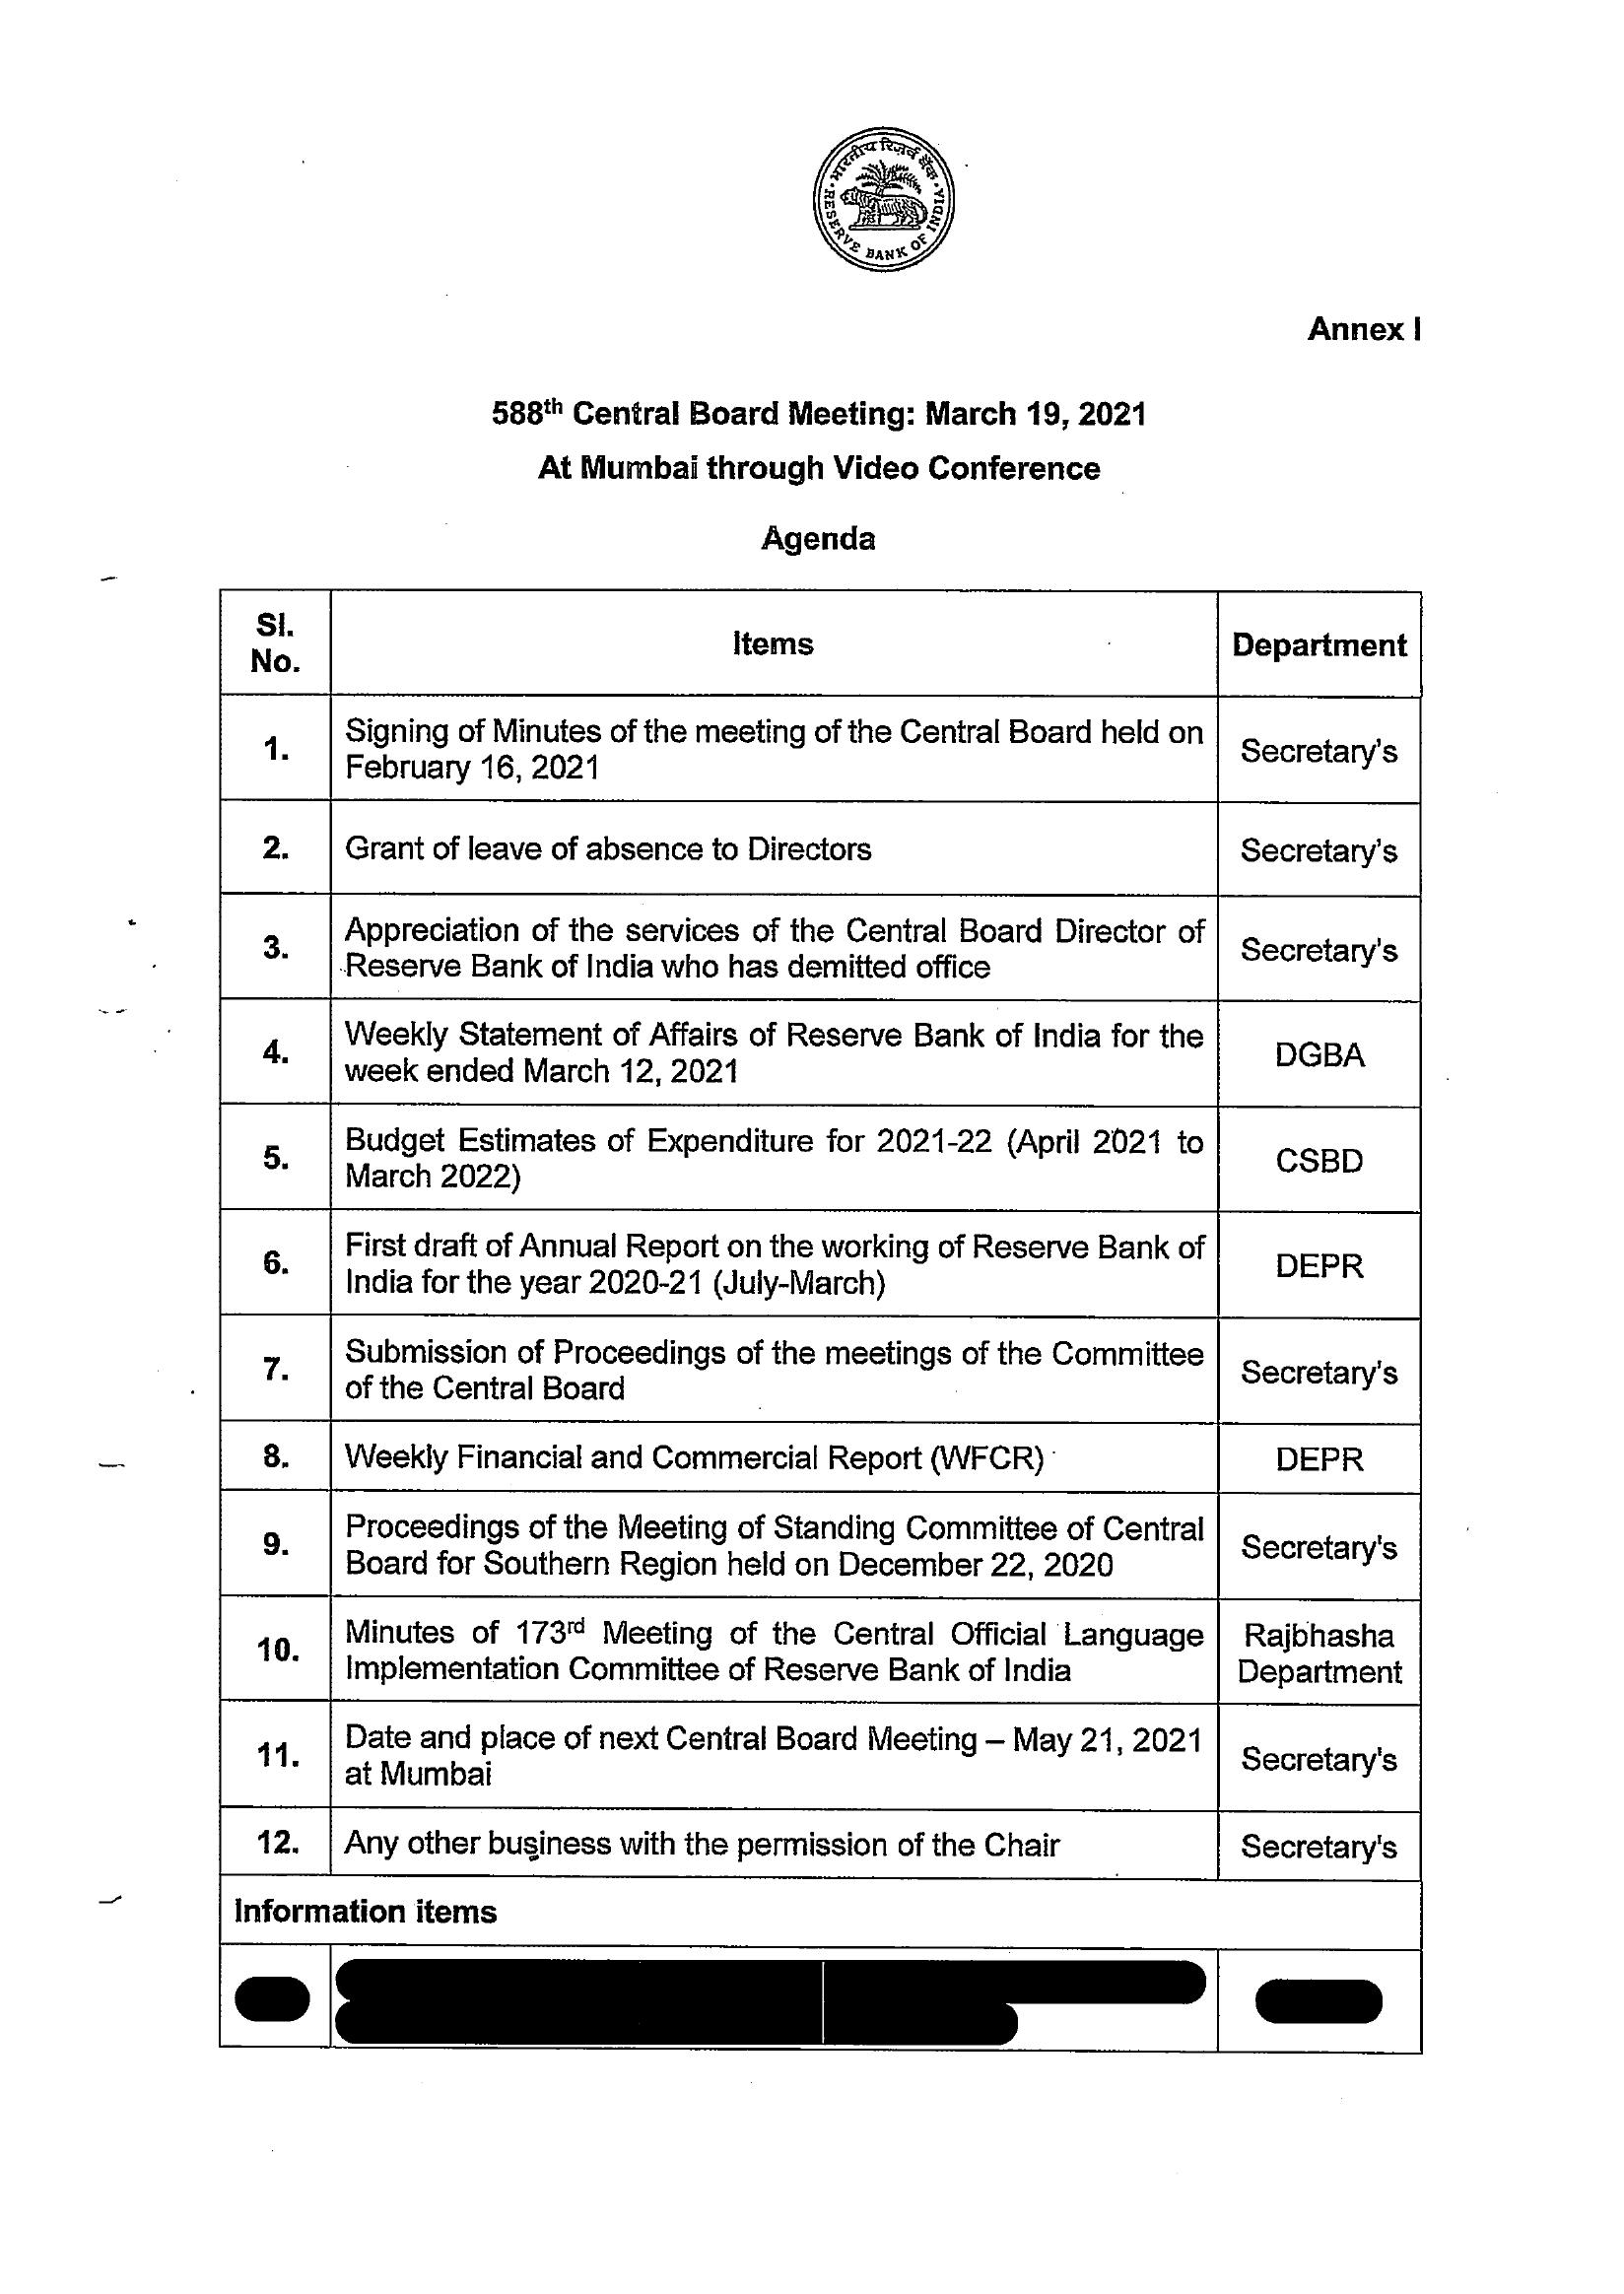 भारतीय रिज़र्व बैंक
RESERVE BANK OF INDIA
Annex I
588th Central Board Meeting: March 19, 2021
At Mumbai through Video Conference
Agenda
Sl.
No.
Items
Department
1.
Signing of Minutes of the meeting of the Central Board held on
February 16, 2021
Secretary's
2.
Grant of leave of absence to Directors
Secretary's
3.
Appreciation of the services of the Central Board Director of
Reserve Bank of India who has demitted office
Secretary's
4.
Weekly Statement of Affairs of Reserve Bank of India for the
week ended March 12, 2021
DGBA
5.
Budget Estimates of Expenditure for 2021-22 (April 2021 to
March 2022)
CSBD
6.
First draft of Annual Report on the working of Reserve Bank of
India for the year 2020-21 (July-March)
DEPR
7.
Submission of Proceedings of the meetings of the Committee
of the Central Board
Secretary's
8.
Weekly Financial and Commercial Report (WFCR)
DEPR
9.
Proceedings of the Meeting of Standing Committee of Central
Board for Southern Region held on December 22, 2020
Secretary's
10.
Minutes of 173rd Meeting of the Central Official Language
Implementation Committee of Reserve Bank of India
Rajbhasha
Department
11.
Date and place of next Central Board Meeting – May 21, 2021
at Mumbai
Secretary's
12.
Any other business with the permission of the Chair
Secretary's
Information items